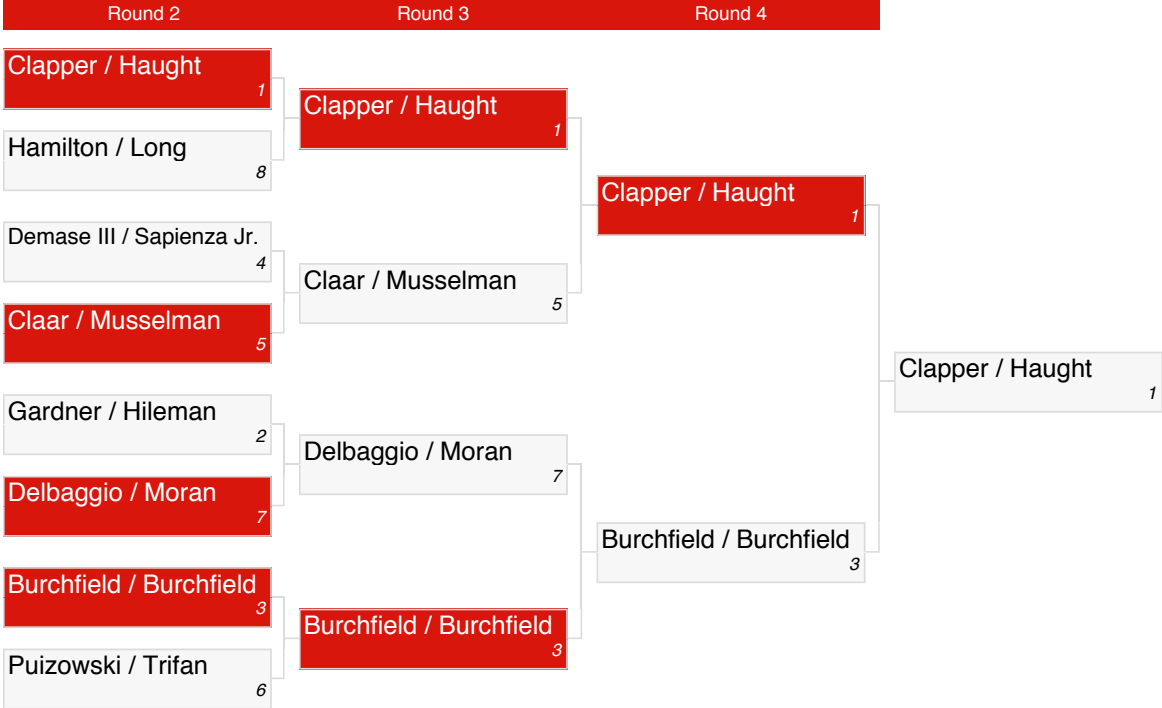 Round 2 Round 3 Round 4
Clapper / Haught
1
Hamilton / Long
8
Demase III / Sapienza Jr.
4
Claar / Musselman
5
Gardner / Hileman
2
Delbaggio / Moran
7
Burchfield / Burchfield
3
Puizowski / Trifan
6
Clapper / Haught
1
Claar / Musselman
5
Delbaggio / Moran
7
Burchfield / Burchfield
3
Clapper / Haught
1
Burchfield / Burchfield
3
Clapper / Haught
1